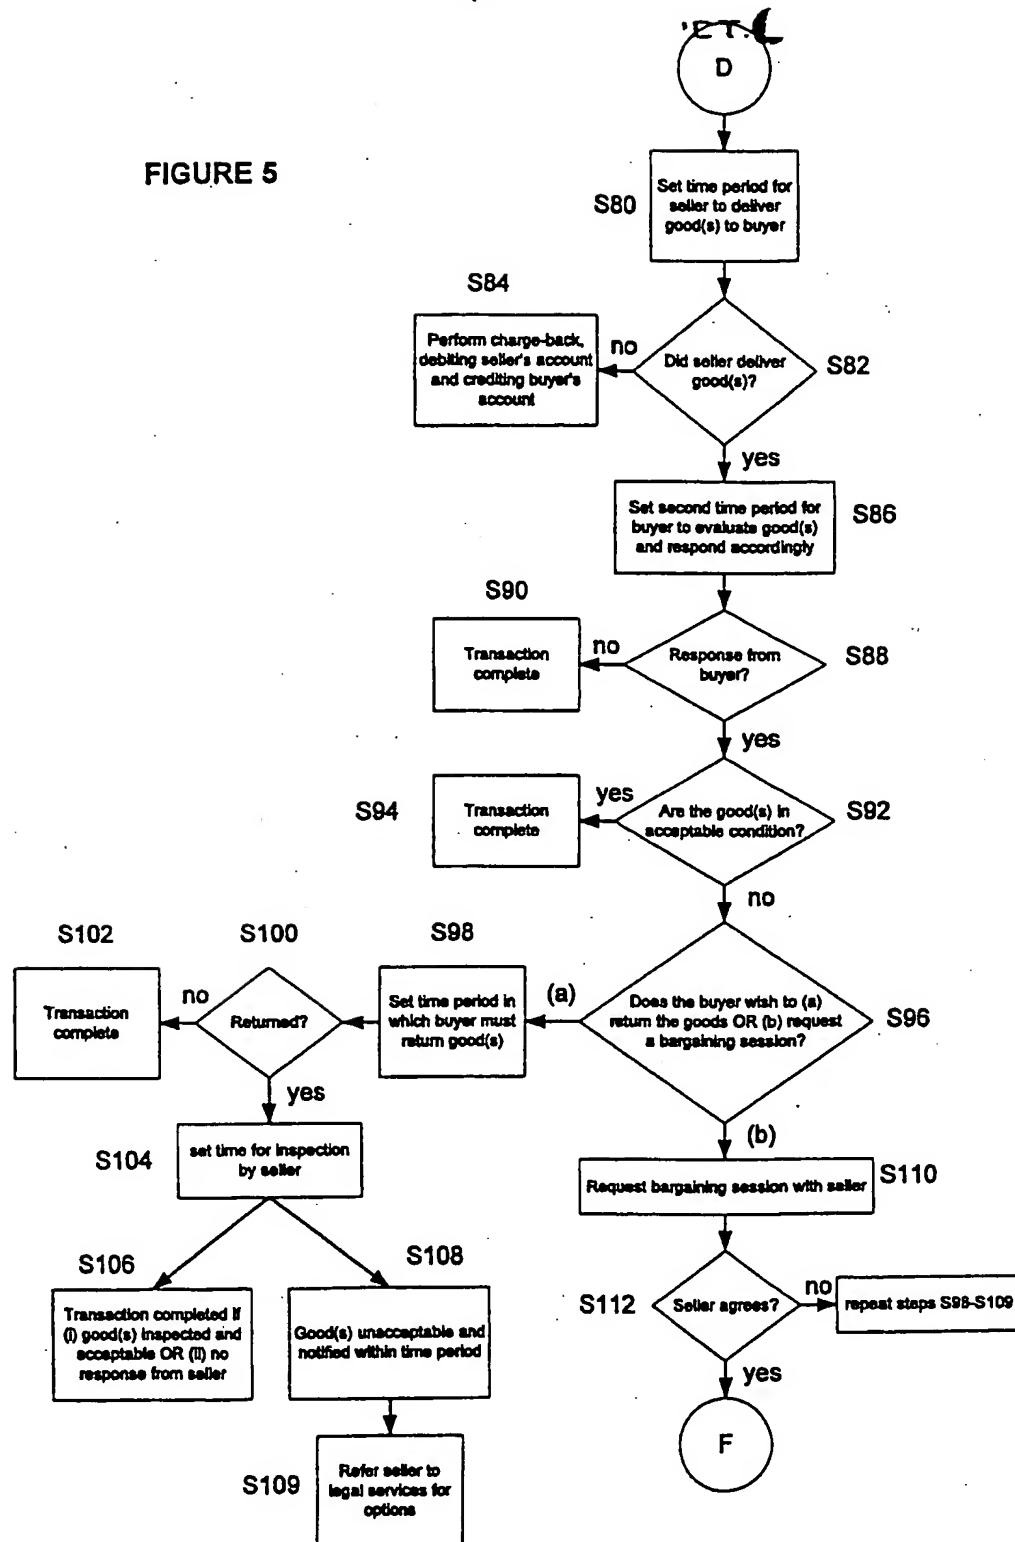 D
FIGURE 5
S80
Set time period for
seller to deliver
good(s) to buyer
S84
Perform charge-back,
debiting seller's account
and crediting buyer's
account
no
Did seller deliver
good(s)?
S82
yes
Set second time period for
buyer to evaluate good(s)
and respond accordingly
S86
S90
Transaction
complete
no
Response from
buyer?
S88
yes
S94
Transaction
complete
yes
Are the good(s) in
acceptable condition?
S92
no
S102
S100
S98
Transaction
complete
no
Returned?
Set time period in
which buyer must
return good(s)
(a)
Does the buyer wish to (a)
return the goods OR (b) request
a bargaining session?
S96
yes
(b)
S104
set time for inspection
by seller
Request bargaining session with seller
S110
S106
S108
Transaction completed if
(i) good(s) inspected and
acceptable OR (ii) no
response from seller
Good(s) unacceptable and
notified within time period
S112
Seller agrees?
no
repeat steps S98-S109
yes
F
S109
Refer seller to
legal services for
options